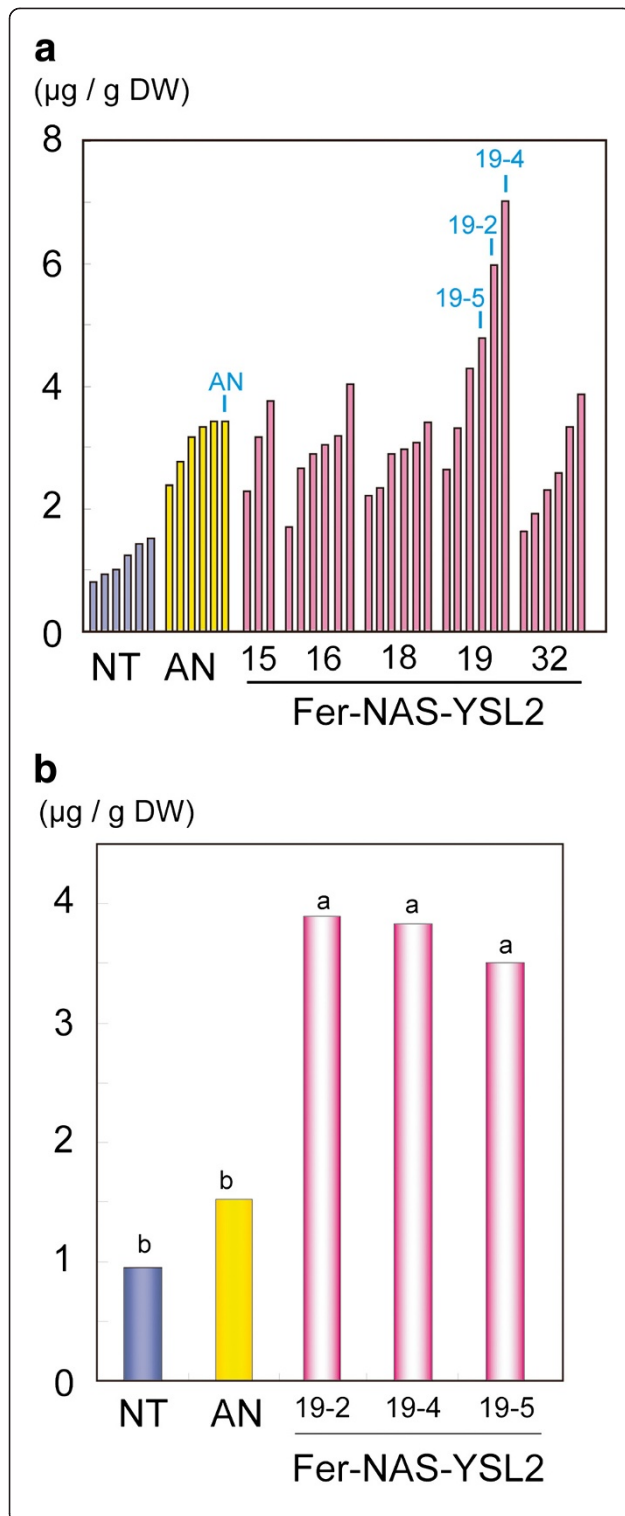 a
(µg / g DW)
8
19-4
19-2
6
19-5
4
AN
2
0
NT AN 15 16 18 19 32
Fer-NAS-YSL2
b
(µg / g DW)
4
a a
a
3
2
b
b
1
0
NT AN 19-2 19-4 19-5
Fer-NAS-YSL2